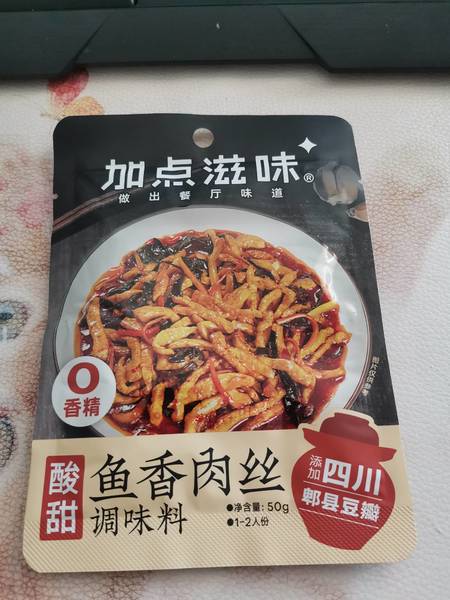 加点滋味®
做出餐厅味道
图片仅供参考
0
香精
酸甜
鱼香肉丝
调味料
●净含量: 50g
●1-2人份
添加
四川
郫县豆瓣